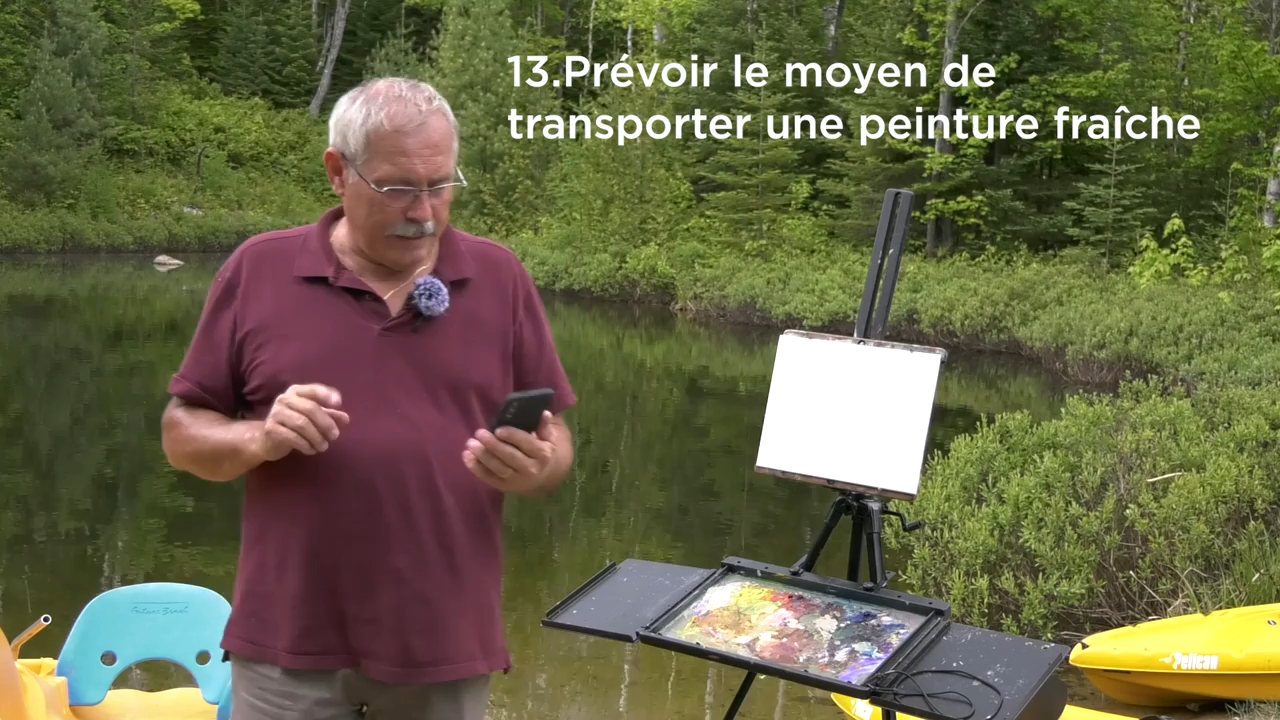 13.Prévoir le moyen de
transporter une peinture fraîche
Pelican